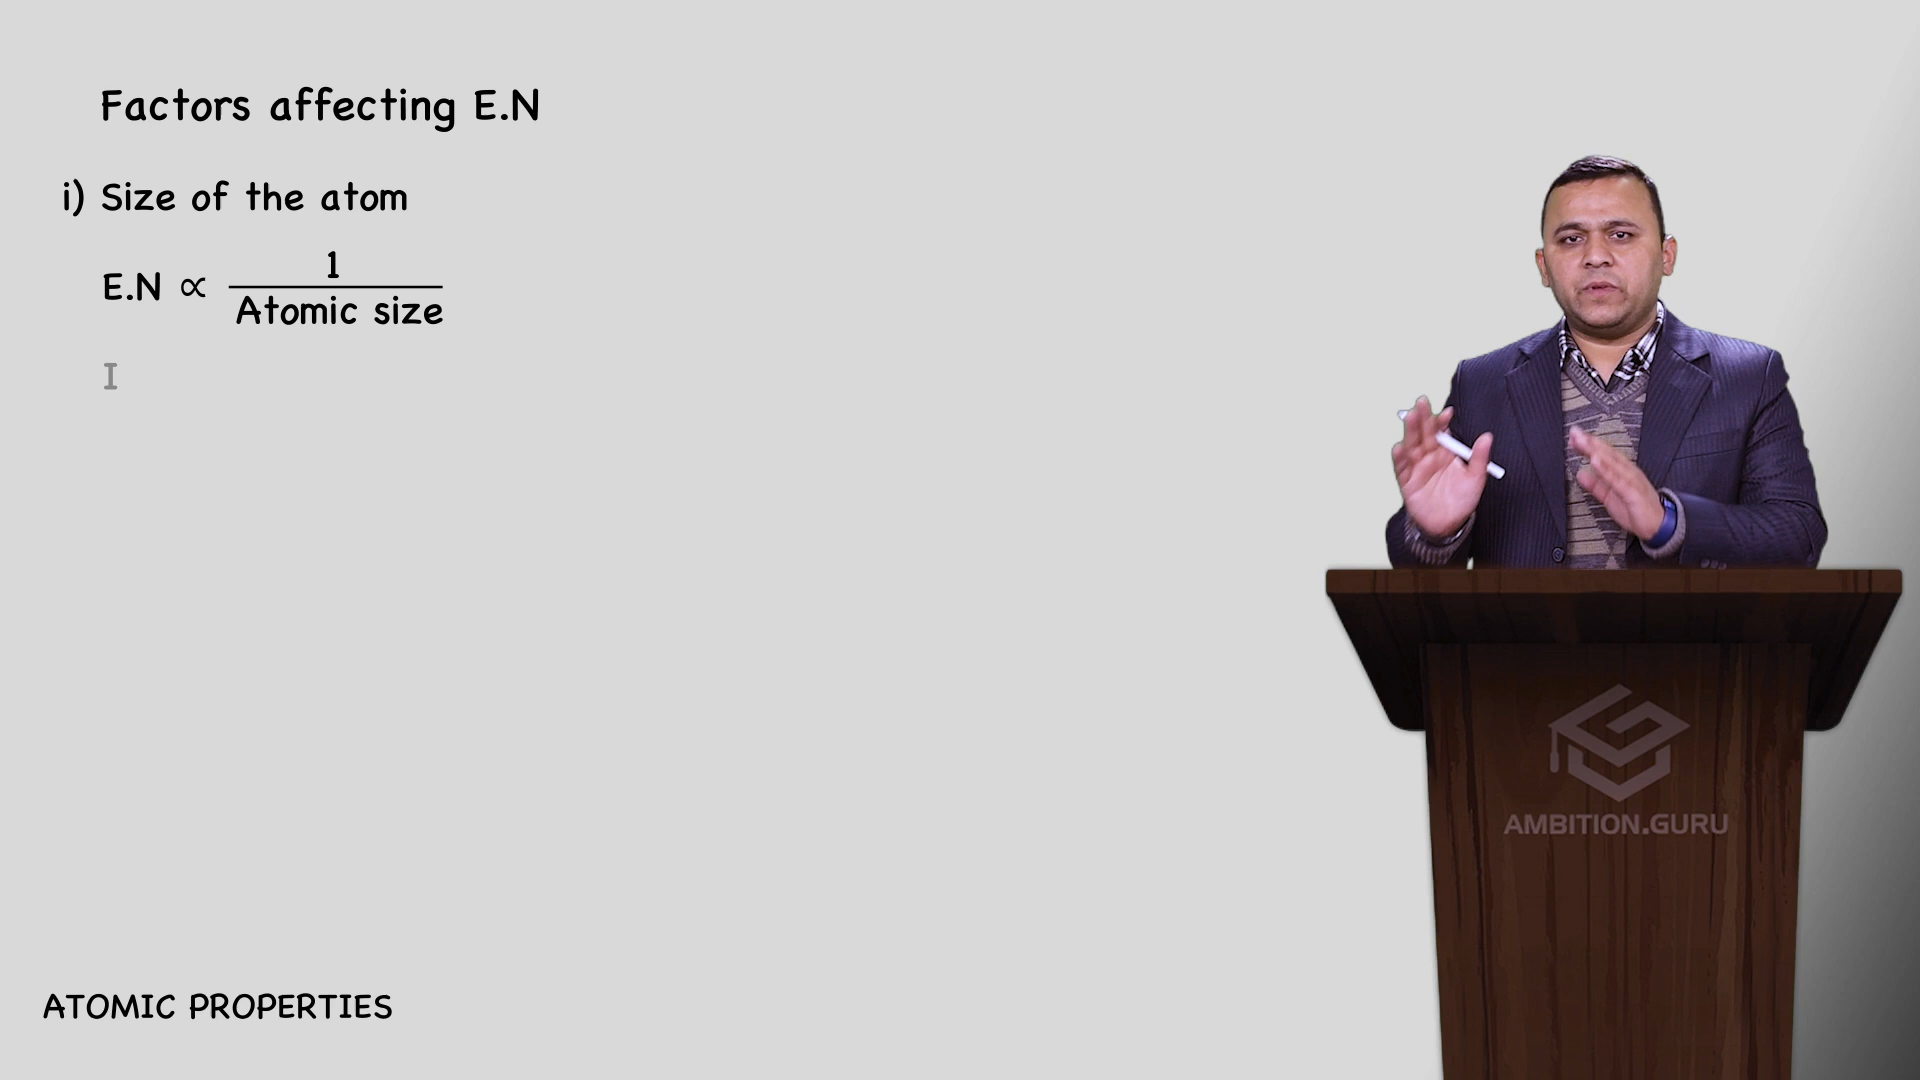 Factors affecting E.N
i) Size of the atom
E.N ∝ 1 / Atomic size
I
AMBITION.GURU
ATOMIC PROPERTIES